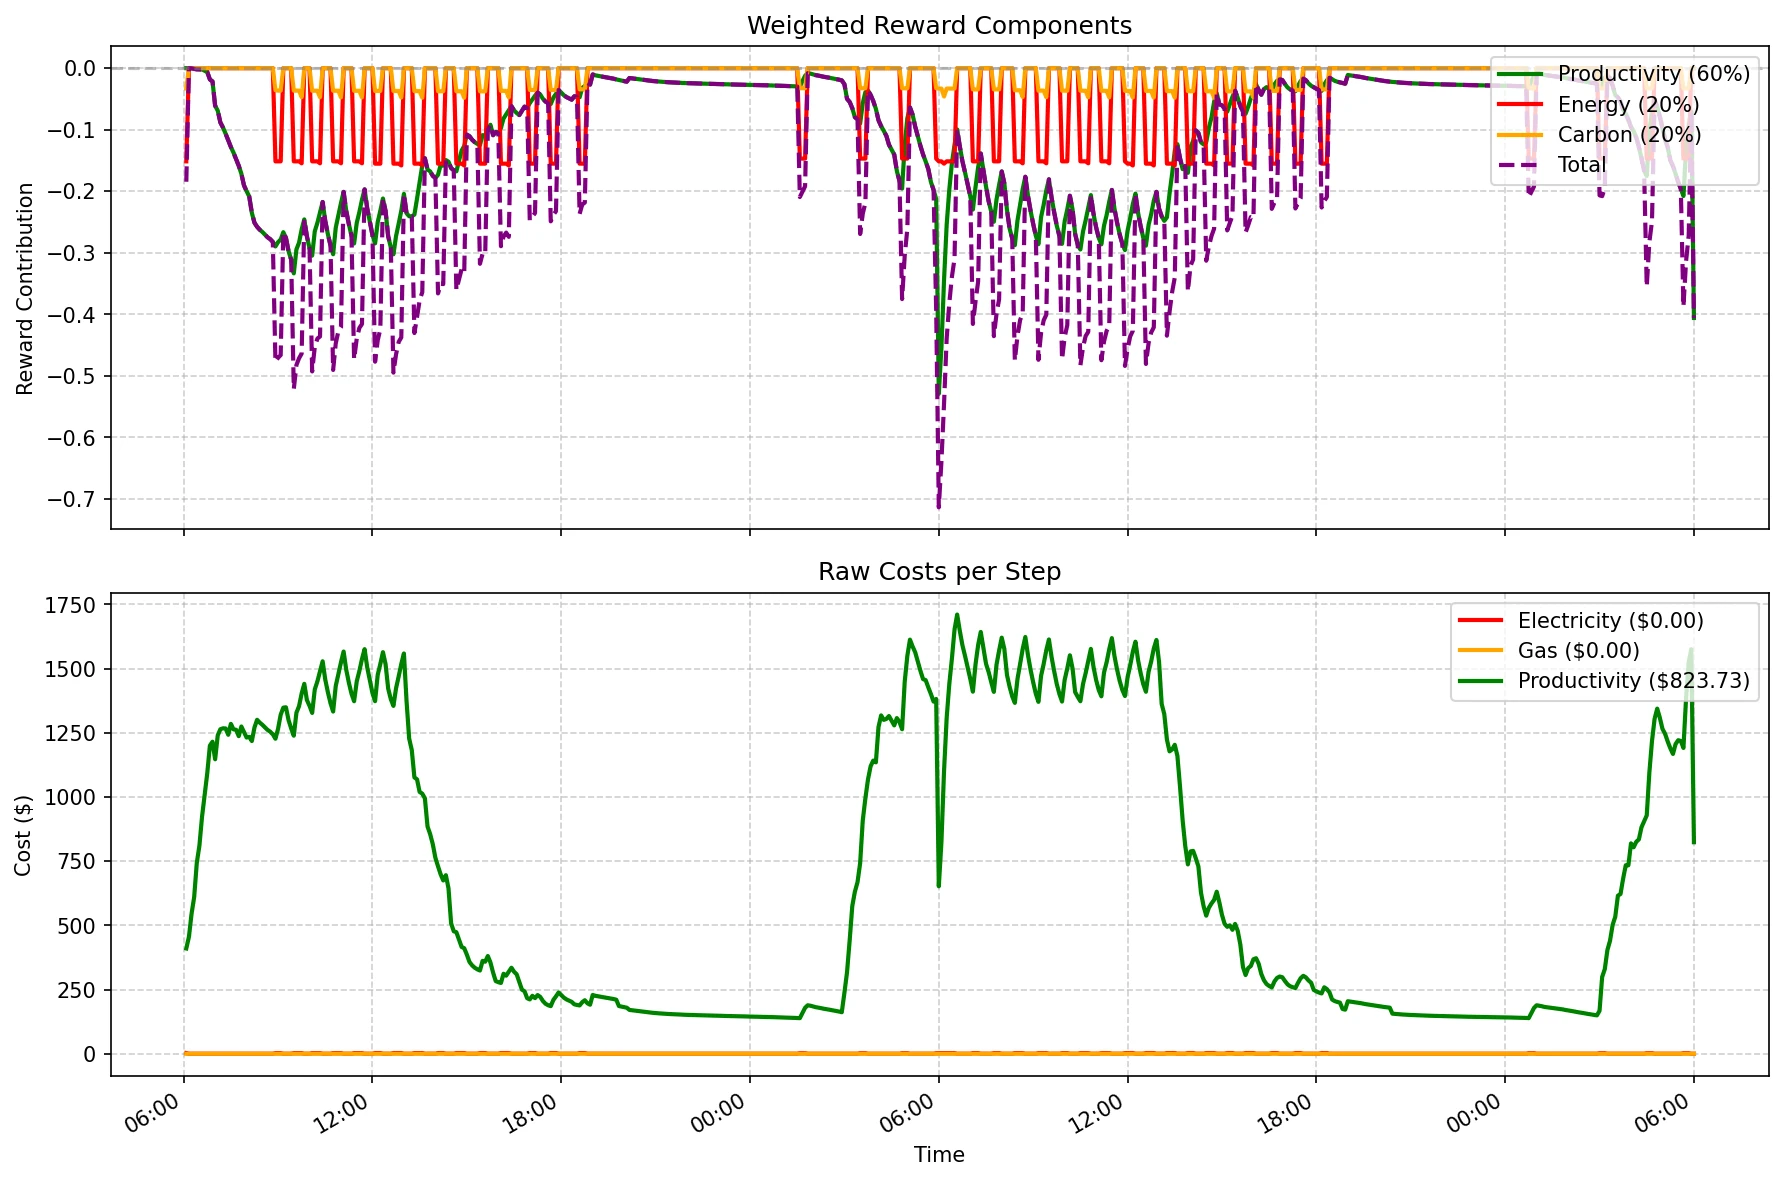 Weighted Reward Components
Reward Contribution
0.0
−0.1
−0.2
−0.3
−0.4
−0.5
−0.6
−0.7
Productivity (60%)
Energy (20%)
Carbon (20%)
Total
Raw Costs per Step
Cost ($)
1750
1500
1250
1000
750
500
250
0
Electricity ($0.00)
Gas ($0.00)
Productivity ($823.73)
06:00
12:00
18:00
00:00
06:00
12:00
18:00
00:00
06:00
Time